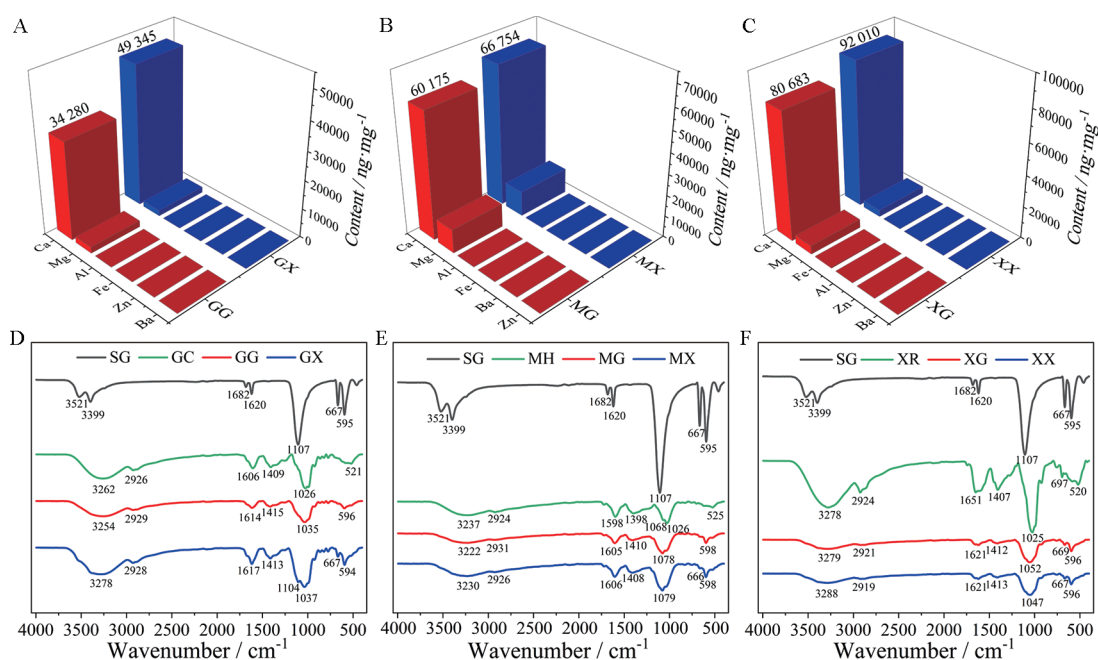 A
49 345
34 280
50000
40000
30000
20000
10000
0
Content / ng·mg⁻¹
Ca
Mg
Al
Fe
Zn
Ba
GX
GG
B
66 754
60 175
70000
60000
50000
40000
30000
20000
10000
0
Content / ng·mg⁻¹
Ca
Mg
Al
Fe
Ba
Zn
MX
MG
C
92 010
80 683
100000
80000
60000
40000
20000
0
Content / ng·mg⁻¹
Ca
Mg
Fe
Al
Zn
Ba
XX
XG
D
SG GC GG GX
3521
3399
1682
1620
1107
667
595
3262
2926
1606
1409
1026
521
3254
2929
1614
1415
1035
596
3278
2928
1617
1413
1104
1037
667
594
4000 3500 3000 2500 2000 1500 1000 500
Wavenumber / cm⁻¹
E
SG MH MG MX
3521
3399
1682
1620
1107
667
595
3237
2924
1598
1398
1068
1026
525
3222
2931
1605
1410
1078
598
3230
2926
1606
1408
1079
666
598
4000 3500 3000 2500 2000 1500 1000 500
Wavenumber / cm⁻¹
F
SG XR XG XX
3521
3399
1682
1620
1107
667
595
3278
2924
1651
1407
1025
697
520
3279
2921
1621
1412
1052
669
596
3288
2919
1621
1413
1047
667
596
4000 3500 3000 2500 2000 1500 1000 500
Wavenumber / cm⁻¹